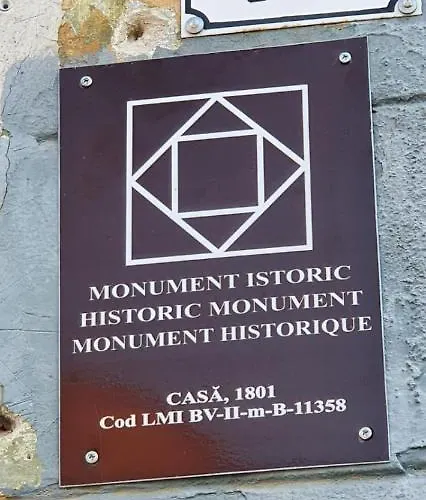 MONUMENT ISTORIC
HISTORIC MONUMENT
MONUMENT HISTORIQUE
CASĂ, 1801
Cod LMI BV-II-m-B-11358